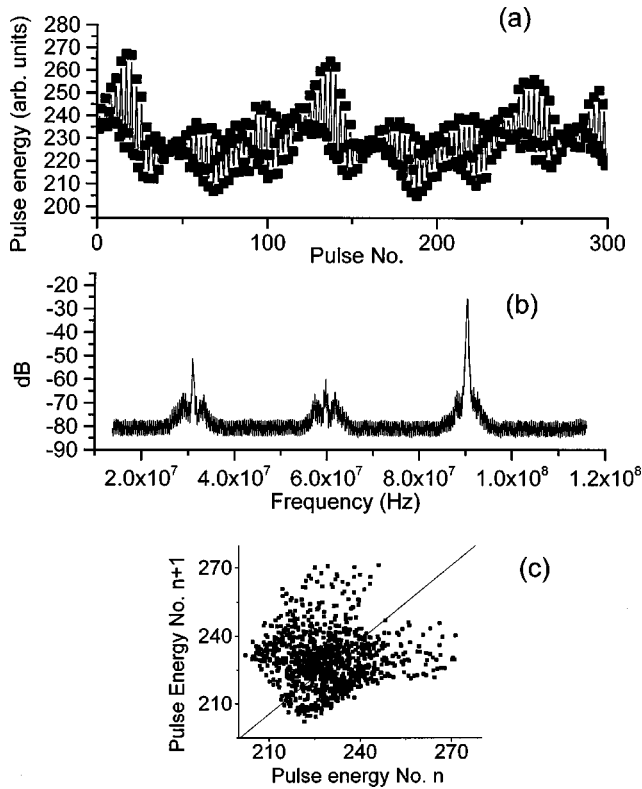 (a)
Pulse energy (arb. units)
280
270
260
250
240
230
220
210
200
0
100
200
300
Pulse No.
(b)
dB
-20
-30
-40
-50
-60
-70
-80
-90
2.0x10⁷
4.0x10⁷
6.0x10⁷
8.0x10⁷
1.0x10⁸
1.2x10⁸
Frequency (Hz)
(c)
Pulse Energy No. n+1
270
240
210
210
240
270
Pulse energy No. n